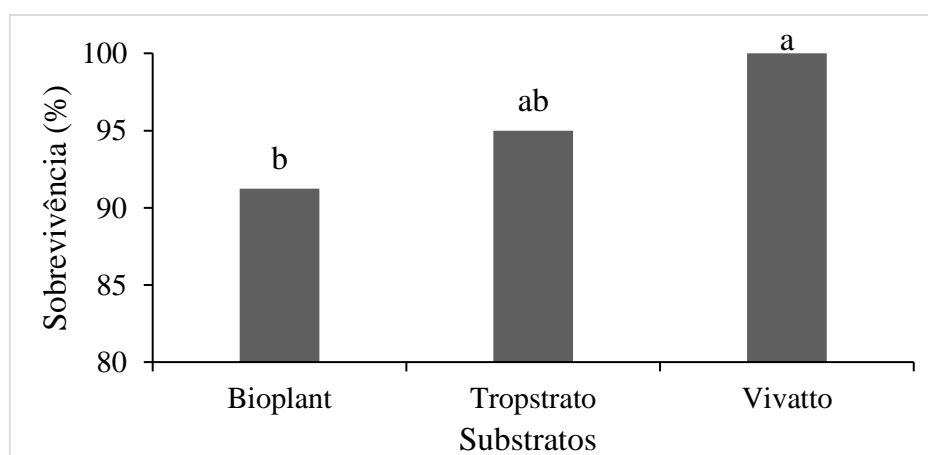 Sobrevivência (%)
100
95
90
85
80
b
ab
a
Bioplant
Tropstrato
Vivatto
Substratos